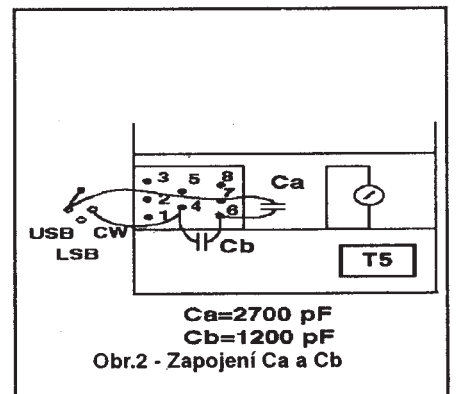 3 5 8
Ca
2 7
1 4 6
USB CW
LSB
Cb
T5
Ca=2700 pF
Cb=1200 pF
Obr.2 - Zapojení Ca a Cb